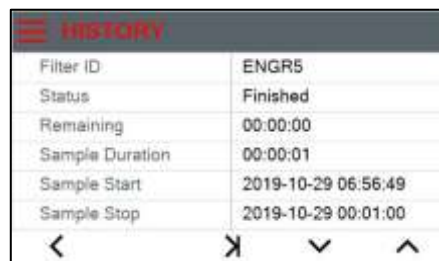 HISTORY
Filter ID ENGR5
Status Finished
Remaining 00:00:00
Sample Duration 00:00:01
Sample Start 2019-10-29 06:56:49
Sample Stop 2019-10-29 00:01:00